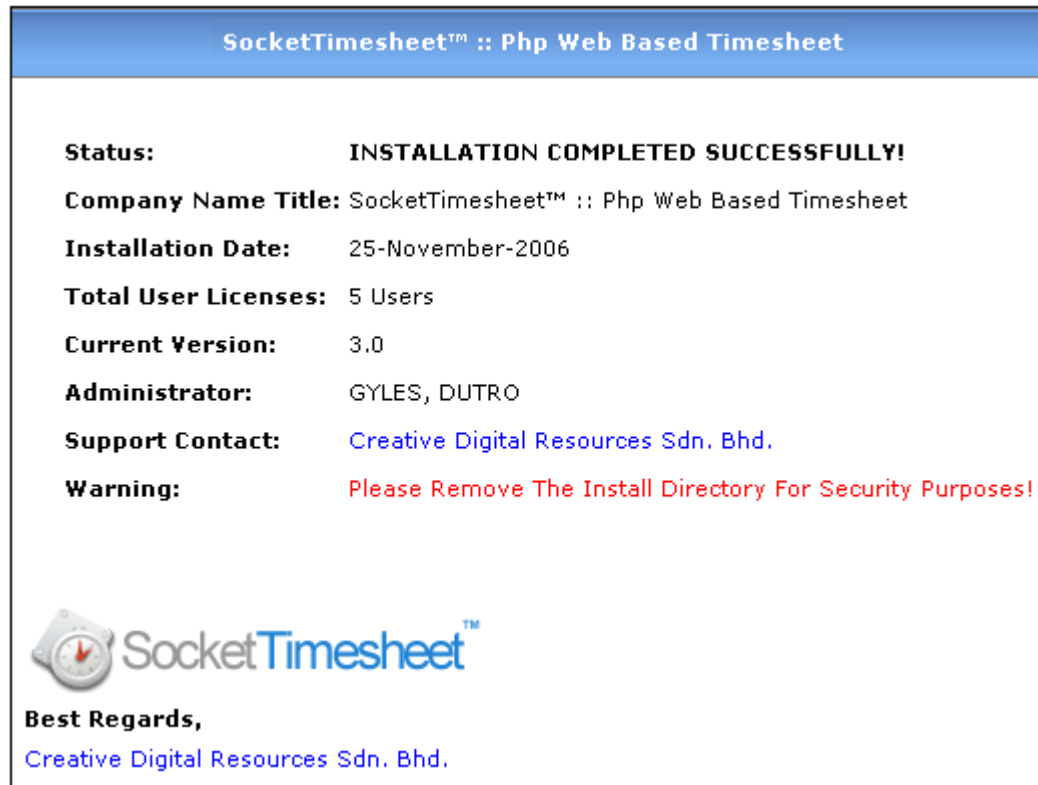 SocketTimesheet™ :: Php Web Based Timesheet
Status: INSTALLATION COMPLETED SUCCESSFULLY!
Company Name Title: SocketTimesheet™ :: Php Web Based Timesheet
Installation Date: 25-November-2006
Total User Licenses: 5 Users
Current Version: 3.0
Administrator: GYLES, DUTRO
Support Contact: Creative Digital Resources Sdn. Bhd.
Warning: Please Remove The Install Directory For Security Purposes!
SocketTimesheet™
Best Regards,
Creative Digital Resources Sdn. Bhd.